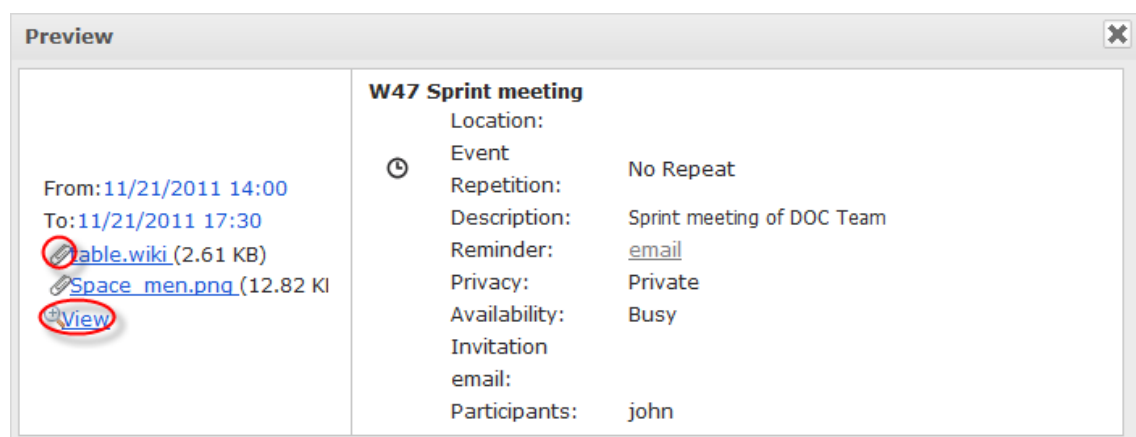 Preview
From:11/21/2011 14:00
To:11/21/2011 17:30
table.wiki (2.61 KB)
Space_men.png (12.82 KI
View
W47 Sprint meeting
Location:
Event
Repetition: No Repeat
Description: Sprint meeting of DOC Team
Reminder: email
Privacy: Private
Availability: Busy
Invitation
email:
Participants: john